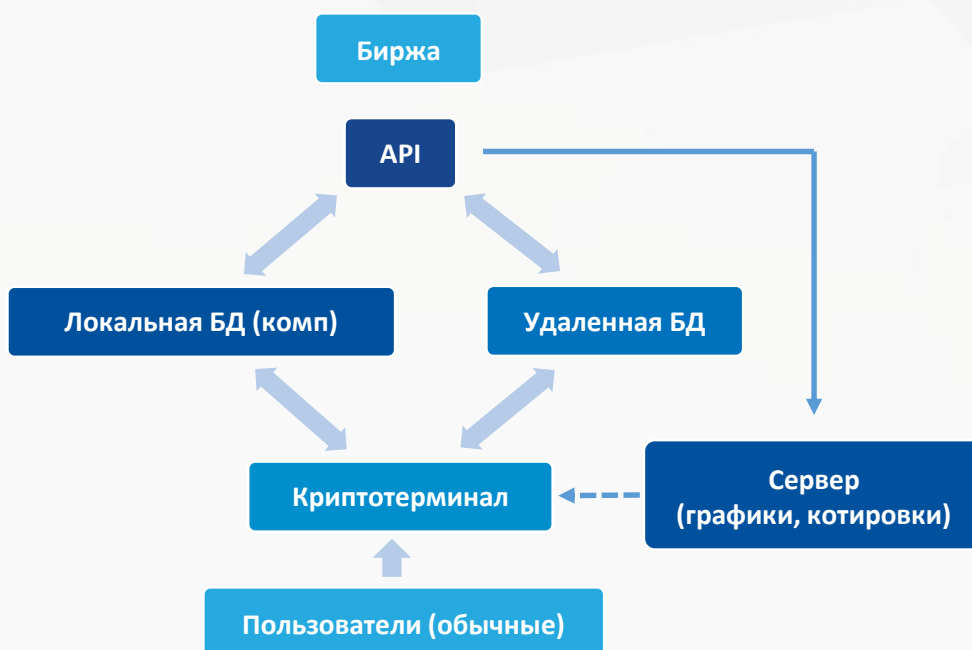 Биржа
API
Локальная БД (комп)
Удаленная БД
Криптотерминал
Сервер
(графики, котировки)
Пользователи (обычные)